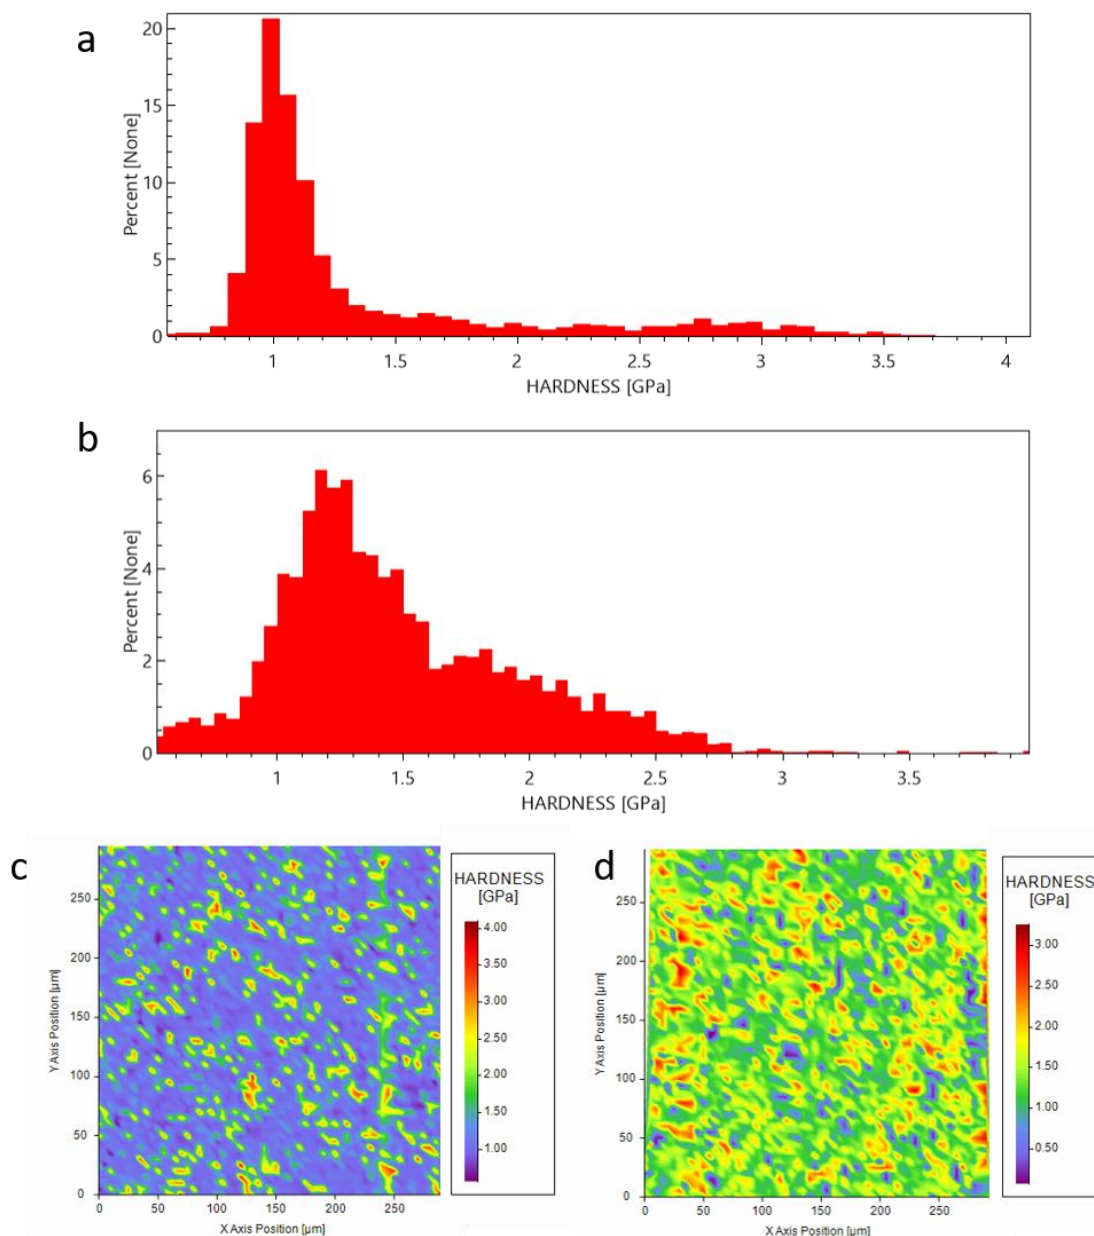 a
20
15
10
5
0
Percent [None]
1 1.5 2 2.5 3 3.5 4
HARDNESS [GPa]
b
6
4
2
0
Percent [None]
1 1.5 2 2.5 3 3.5
HARDNESS [GPa]
c
250
200
150
100
50
0
Y Axis Position [µm]
0 50 100 150 200 250
X Axis Position [µm]
HARDNESS
[GPa]
4.00
3.50
3.00
2.50
2.00
1.50
1.00
d
250
200
150
100
50
0
Y Axis Position [µm]
0 50 100 150 200 250
X Axis Position [µm]
HARDNESS
[GPa]
3.00
2.50
2.00
1.50
1.00
0.50